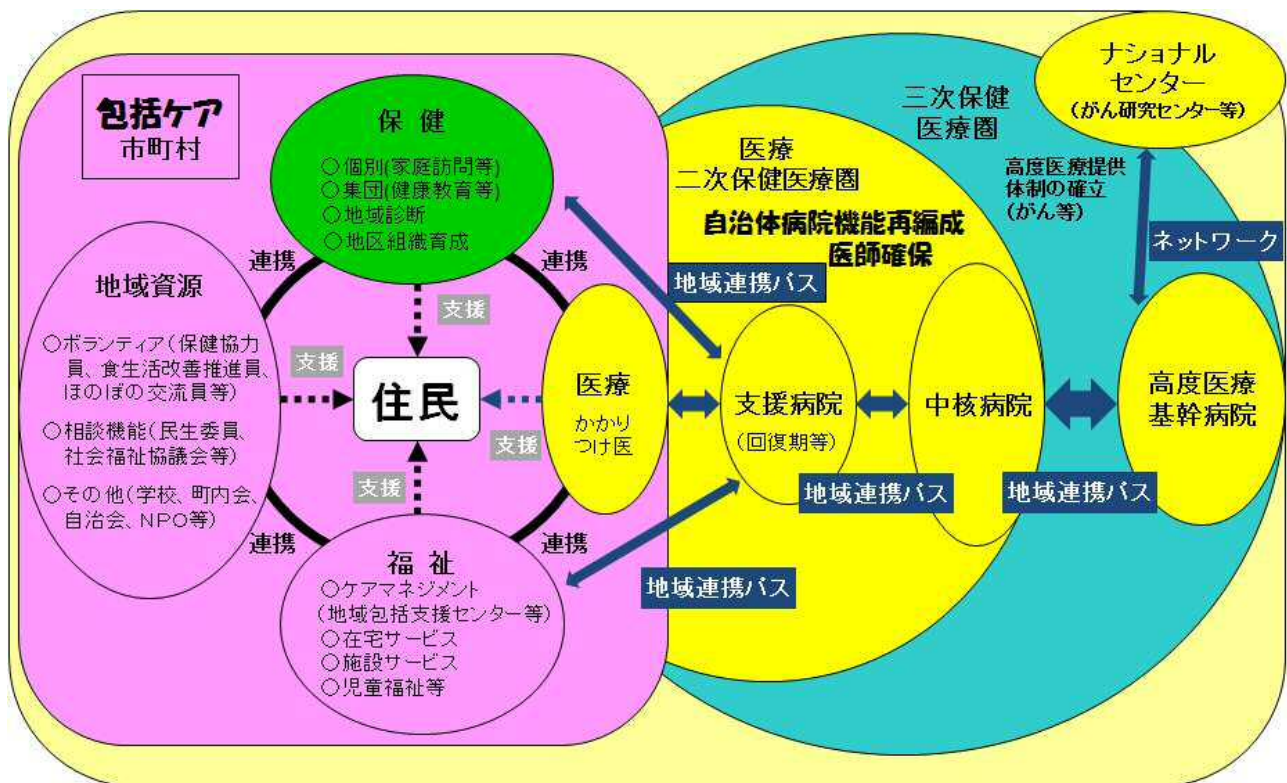 包括ケア
市町村
保 健
○個別(家庭訪問等)
○集団(健康教育等)
○地域診断
○地区組織育成
連携
連携
地域資源
○ボランティア(保健協力
員、食生活改善推進員、
ほのぼの交流員等)
○相談機能(民生委員、
社会福祉協議会等)
○その他(学校、町内会、
自治会、NPO等)
支援
支援
住民
支援
支援
医療
かかり
つけ医
連携
連携
福 祉
○ケアマネジメント
(地域包括支援センター等)
○在宅サービス
○施設サービス
○児童福祉等
医療
二次保健医療圏
自治体病院機能再編成
医師確保
地域連携パス
支援病院
(回復期等)
中核病院
地域連携パス
地域連携パス
地域連携パス
三次保健
医療圏
高度医療提供
体制の確立
(がん等)
ナショナル
センター
(がん研究センター等)
ネットワーク
高度医療
基幹病院